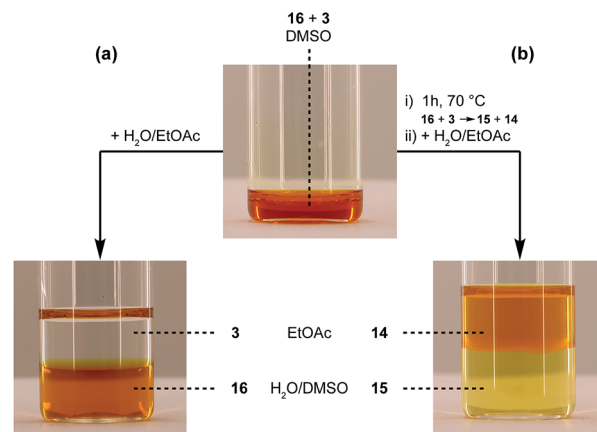 16 + 3
DMSO
(a)
(b)
+ H₂O/EtOAc
i) 1h, 70 °C
16 + 3 → 15 + 14
ii) + H₂O/EtOAc
3 EtOAc 14
16 H₂O/DMSO 15